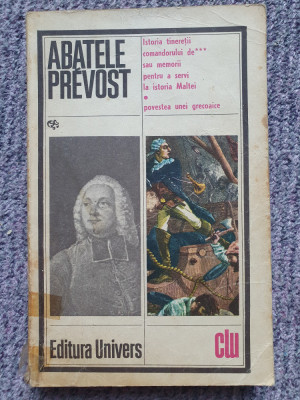 ABATELE
PRÉVOST
Istoria tinereții
comandorului de***
sau memorii
pentru a servi
la istoria Maltei
•
povestea unei grecoaice
Editura Univers
clu